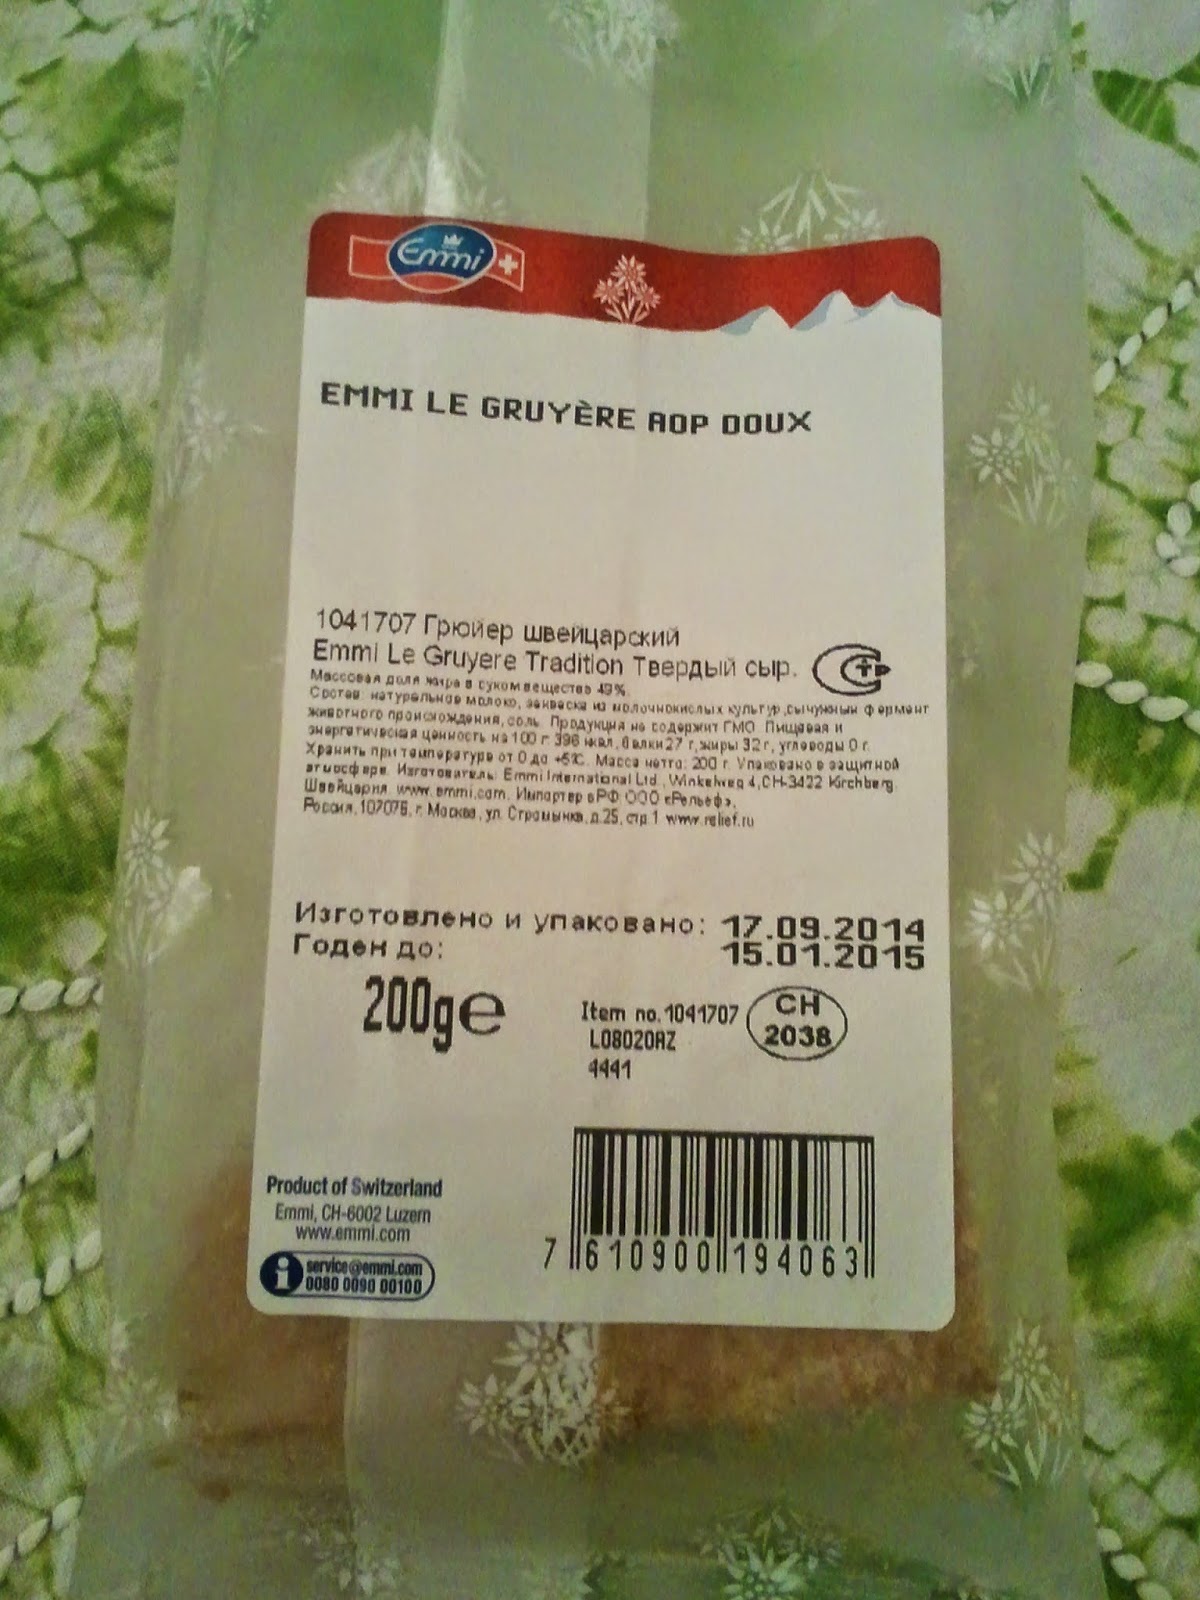 Emmi
EMMI LE GRUYÈRE AOP DOUX
1041707 Грюйер швейцарский
Emmi Le Gruyere Tradition Твердый сыр.
Массовая доля жира в сухом веществе 49%.
Состав: натуральное молоко, закваска из молочнокислых культур, сычужный фермент
животного происхождения, соль. Продукция не содержит ГМО. Пищевая и
энергетическая ценность на 100 г: 396 ккал, белки 27 г, жиры 32 г, углеводы 0 г.
Хранить при температуре от 0 до +5°C. Масса нетто: 200 г. Упаковано в защитной
атмосфере. Изготовитель: Emmi International Ltd., Winkelweg 4, CH-3422 Kirchberg
Швейцария. www.emmi.com. Импортер в РФ: ООО «Рельеф»,
Россия, 107076, г. Москва, ул. Стромынка, д.25, стр.1 www.relief.ru
Изготовлено и упаковано: 17.09.2014
Годен до: 15.01.2015
200g e
Item no. 1041707
L08020AZ
4441
CH
2038
Product of Switzerland
Emmi, CH-6002 Luzern
www.emmi.com
i service@emmi.com
0080 0090 00100
7 610900 194063